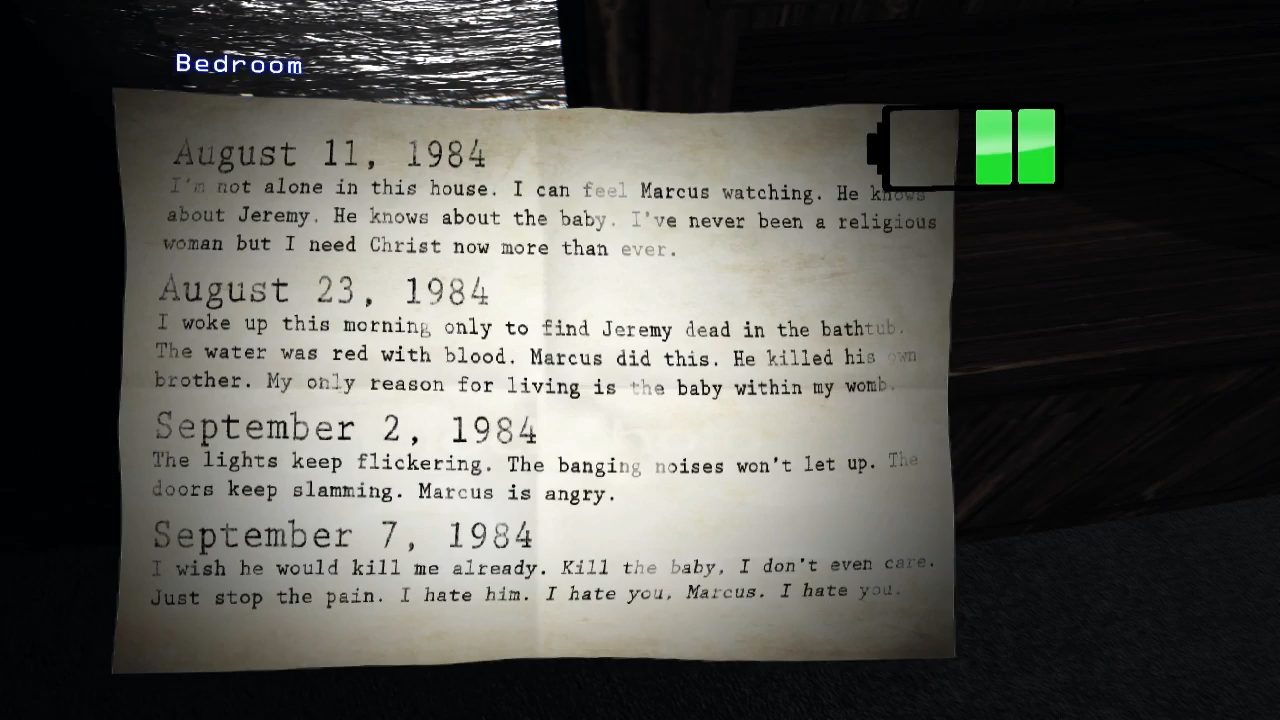 Bedroom
August 11, 1984
I'm not alone in this house. I can feel Marcus watching. He knows
about Jeremy. He knows about the baby. I've never been a religious
woman but I need Christ now more than ever.
August 23, 1984
I woke up this morning only to find Jeremy dead in the bathtub.
The water was red with blood. Marcus did this. He killed his own
brother. My only reason for living is the baby within my womb.
September 2, 1984
The lights keep flickering. The banging noises won't let up. The
doors keep slamming. Marcus is angry.
September 7, 1984
I wish he would kill me already. Kill the baby, I don't even care.
Just stop the pain. I hate him. I hate you, Marcus. I hate you.